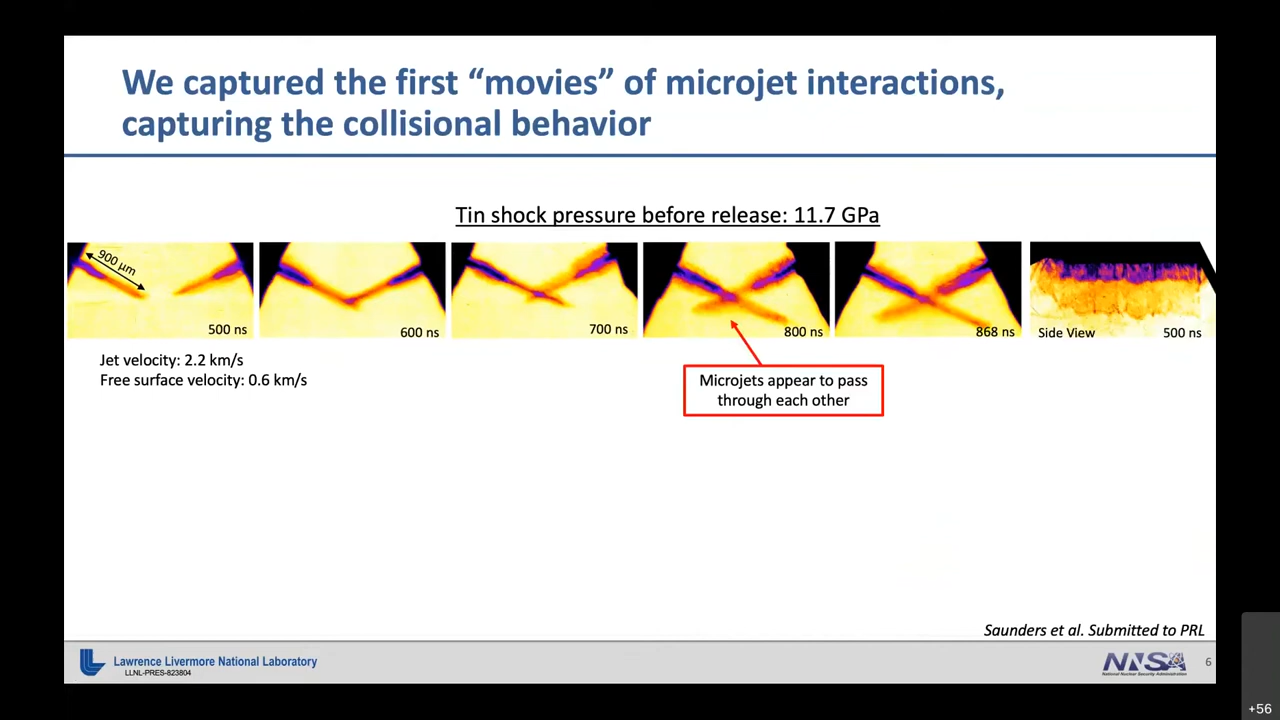 We captured the first “movies” of microjet interactions,
capturing the collisional behavior
Tin shock pressure before release: 11.7 GPa
900 μm
500 ns
600 ns
700 ns
800 ns
868 ns
Side View
500 ns
Jet velocity: 2.2 km/s
Free surface velocity: 0.6 km/s
Microjets appear to pass
through each other
Saunders et al. Submitted to PRL
Lawrence Livermore National Laboratory
LLNL-PRES-823804
NNSA
National Nuclear Security Administration
6
+56